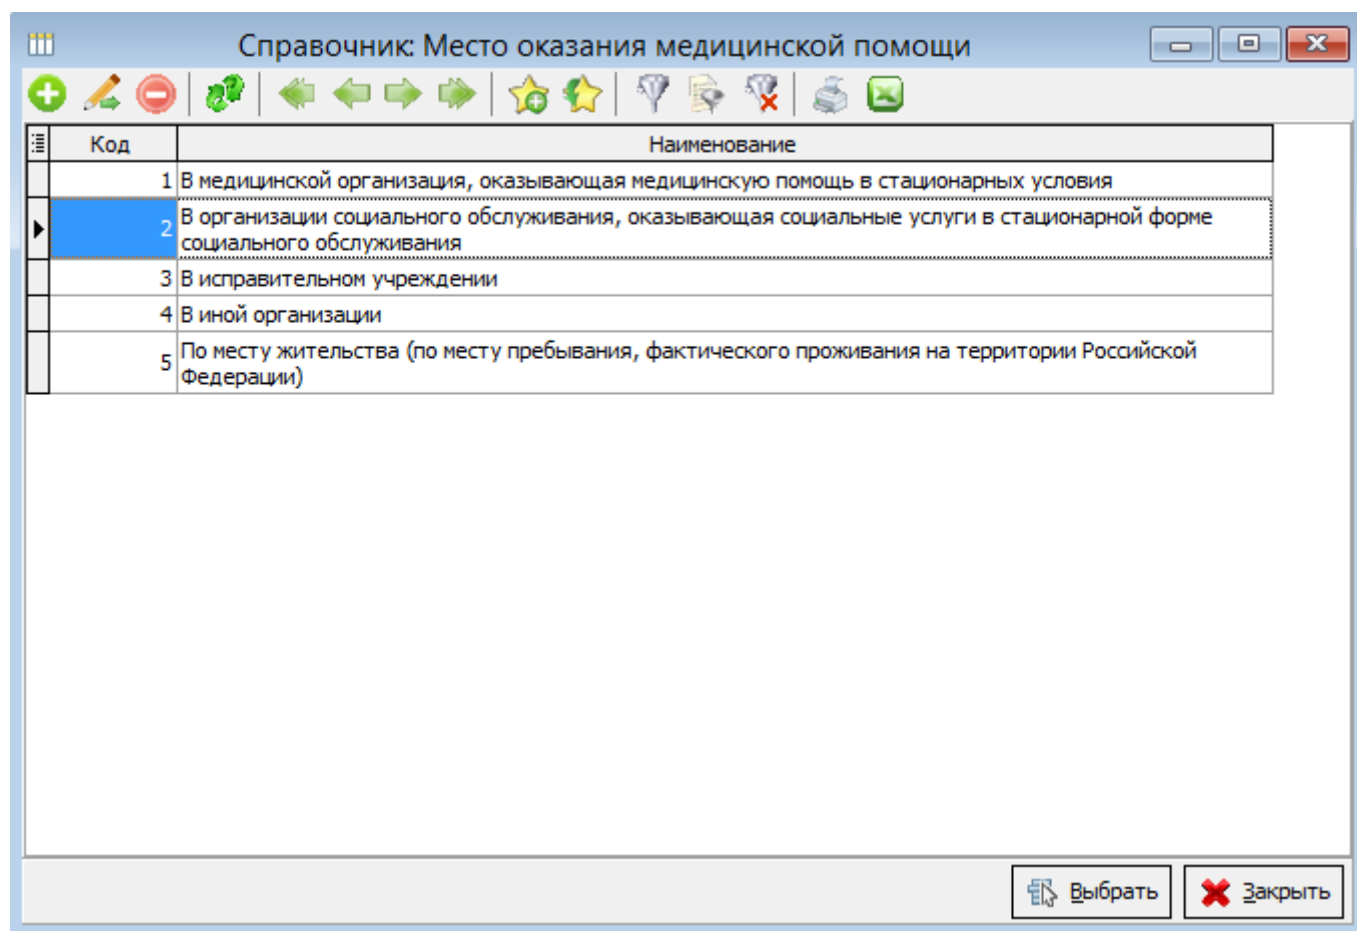 Справочник: Место оказания медицинской помощи
Код Наименование
1 В медицинской организация, оказывающая медицинскую помощь в стационарных условия
2 В организации социального обслуживания, оказывающая социальные услуги в стационарной форме
социального обслуживания
3 В исправительном учреждении
4 В иной организации
5 По месту жительства (по месту пребывания, фактического проживания на территории Российской
Федерации)
Выбрать Закрыть